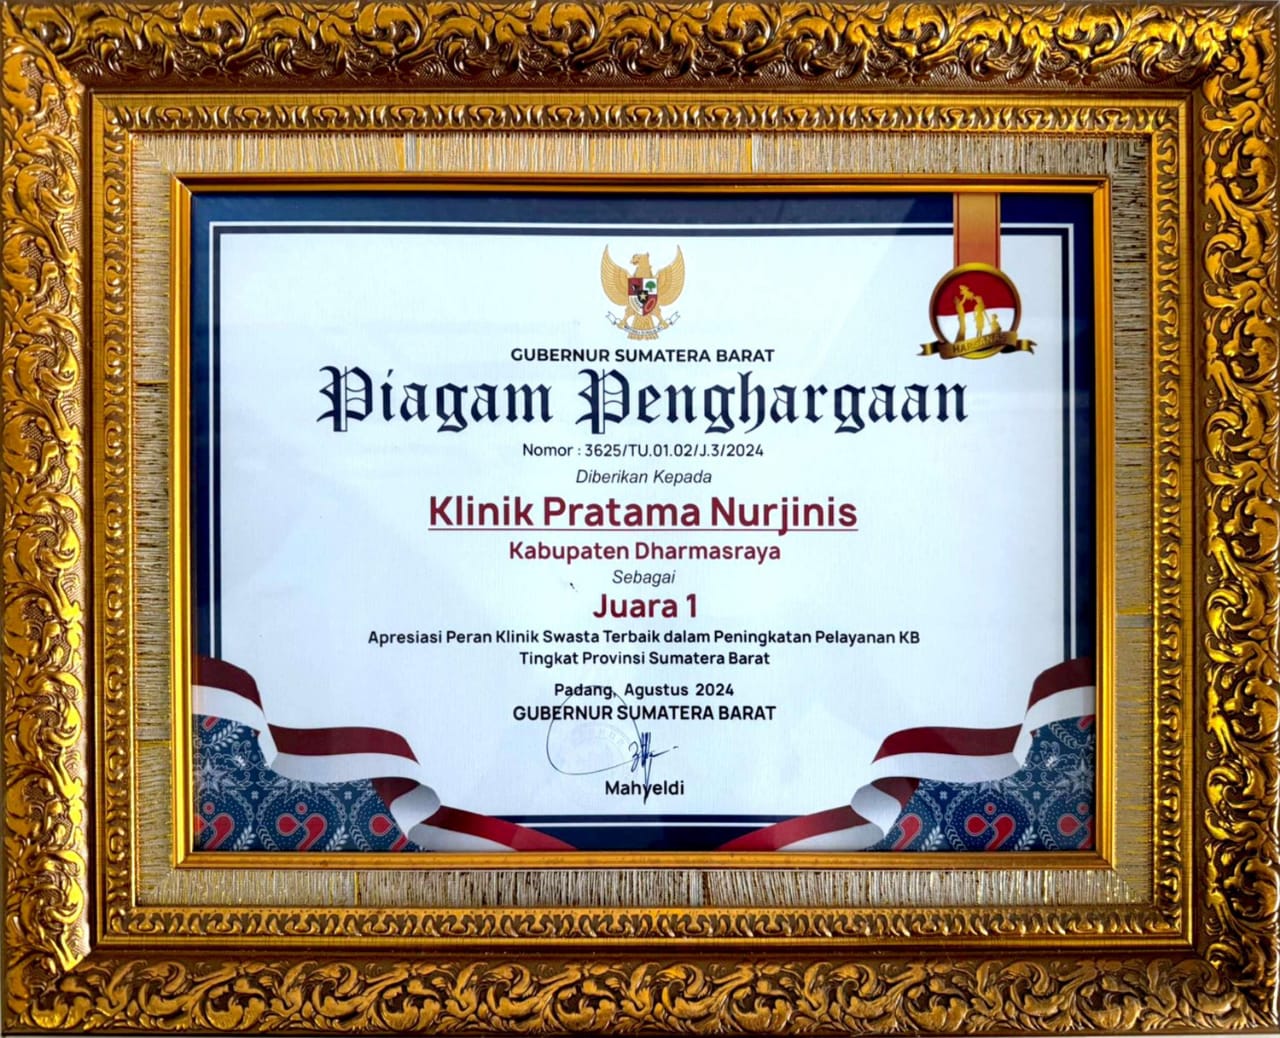 GUBERNUR SUMATERA BARAT
Piagam Penghargaan
Nomor : 3625/TU.01.02/J.3/2024
Diberikan Kepada
Klinik Pratama Nurjinis
Kabupaten Dharmasraya
Sebagai
Juara 1
Apresiasi Peran Klinik Swasta Terbaik dalam Peningkatan Pelayanan KB
Tingkat Provinsi Sumatera Barat
Padang, Agustus 2024
GUBERNUR SUMATERA BARAT
Mahyeldi